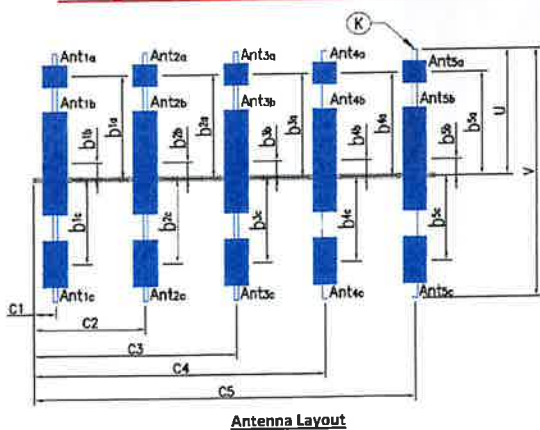 K
Ant1a Ant2a Ant3a Ant4a Ant5a
Ant1b Ant2b Ant3b Ant4b Ant5b
b1b b1a b2b b2a b3b b3a b4b b4a b5b b5a U V
b1c b2c b3c b4c b5c
Ant1c Ant2c Ant3c Ant4c Ant5c
C1
C2
C3
C4
C5
Antenna Layout